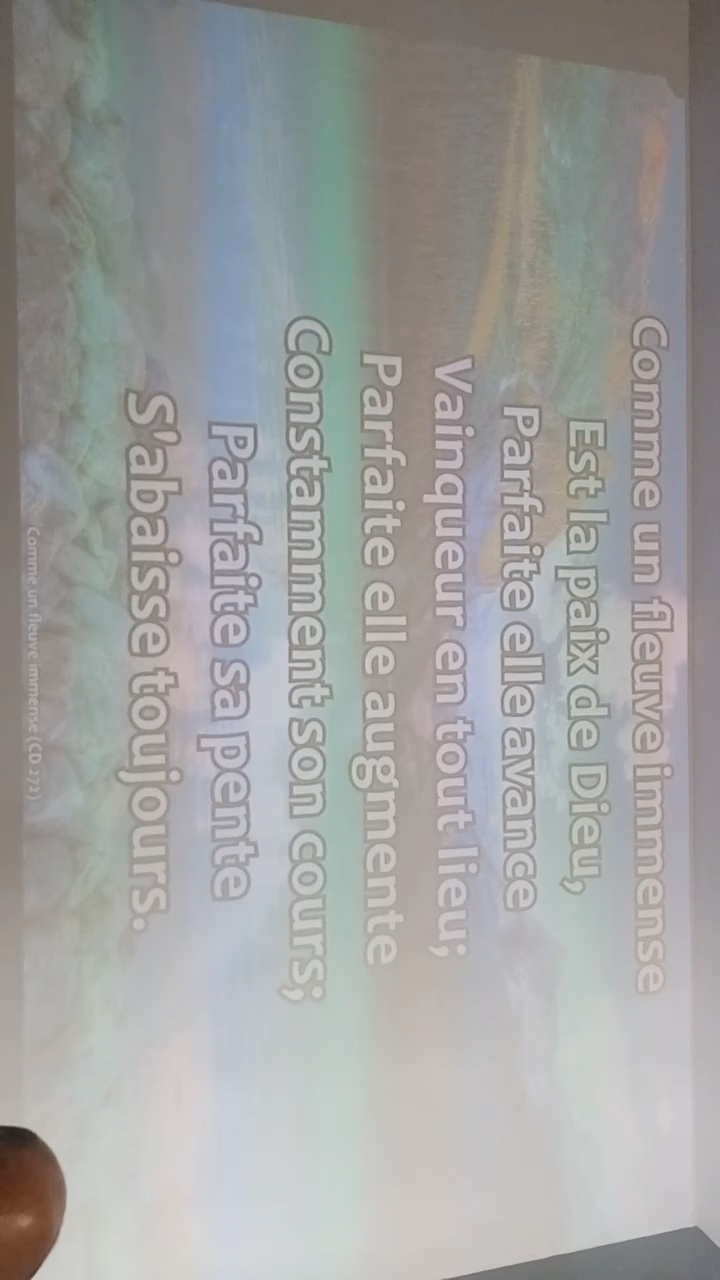 Comme un fleuve immense
Est la paix de Dieu,
Parfaite elle avance
Vainqueur en tout lieu;
Parfaite elle augmente
Constamment son cours;
Parfaite sa pente
S'abaisse toujours.
Comme un fleuve immense (CD 272)